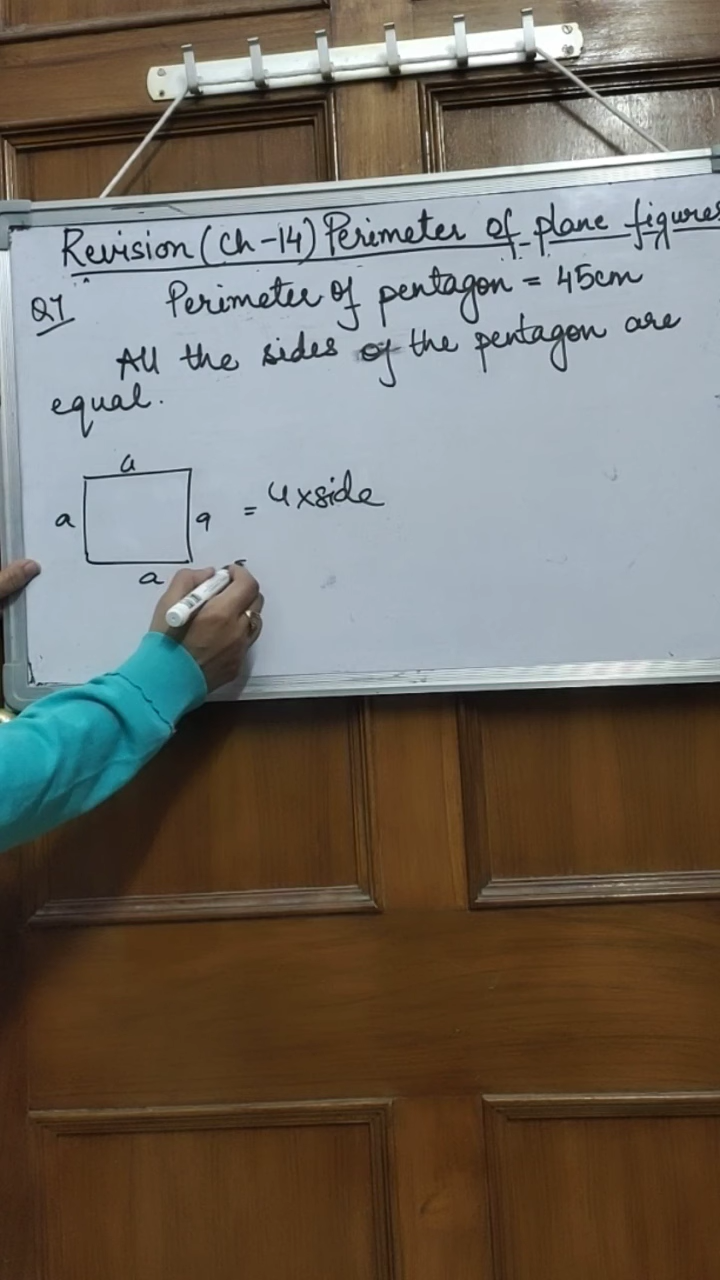 Revision (Ch-14) Perimeter of plane figures
Q7 Perimeter of pentagon = 45cm
All the sides of the pentagon are
equal.
a
a a = 4xside
a